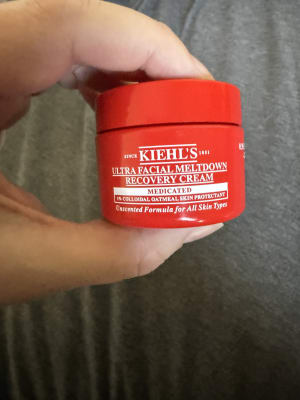 SINCE KIEHL'S 1851
ULTRA FACIAL MELTDOWN
RECOVERY CREAM
MEDICATED
1% COLLOIDAL OATMEAL SKIN PROTECTANT
Unscented Formula for All Skin Types